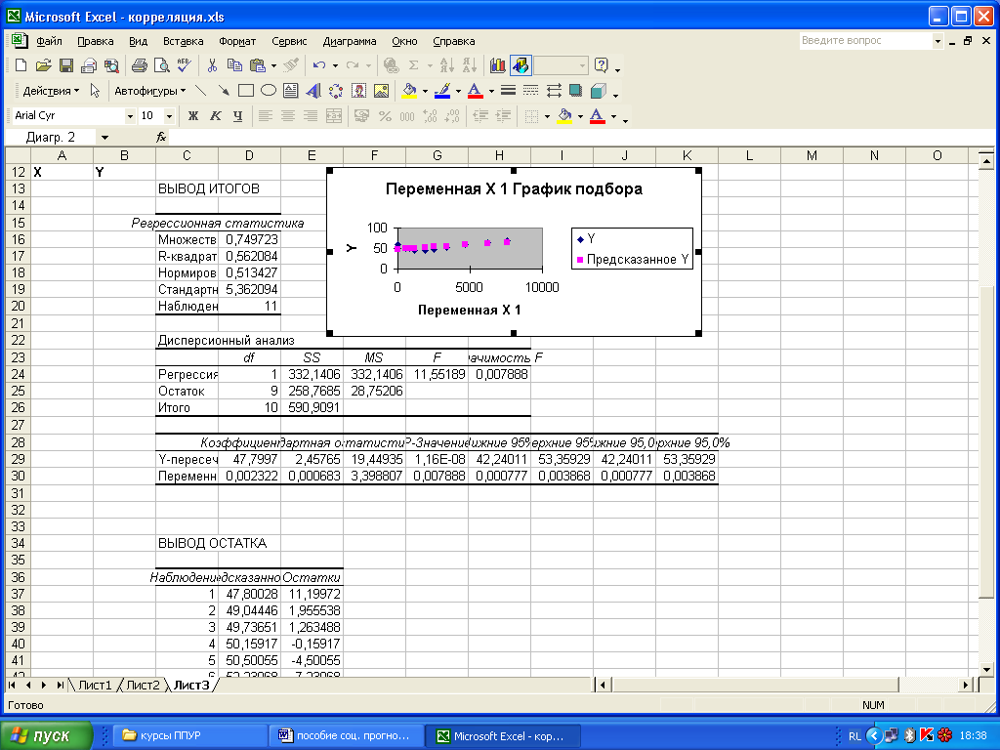 Microsoft Excel - корреляция.xls
Файл Правка Вид Вставка Формат Сервис Диаграмма Окно Справка Введите вопрос
Действия Автофигуры
Arial Cyr 10 Ж К Ч % 000
Диагр. 2 fx
A B C D E F G H I J K L M N O
12 X Y
13 ВЫВОД ИТОГОВ
14
15 Регрессионная статистика
16 Множеств 0,749723
17 R-квадрат 0,562084
18 Нормиров 0,513427
19 Стандартн 5,362094
20 Наблюден 11
Переменная X 1 График подбора
Y
100
50
0
0 5000 10000
Переменная X 1
Y
Предсказанное Y
21
22 Дисперсионный анализ
23 df SS MS F ачимость F
24 Регрессия 1 332,1406 332,1406 11,55189 0,007888
25 Остаток 9 258,7685 28,75206
26 Итого 10 590,9091
27
28 Коэффициен дартная о татисти Р-Значение ижние 95% ерхние 95% ижние 95,0 рхние 95,0%
29 Y-пересеч 47,7997 2,45765 19,44935 1,16E-08 42,24011 53,35929 42,24011 53,35929
30 Переменн 0,002322 0,000683 3,398807 0,007888 0,000777 0,003868 0,000777 0,003868
31
32
33
34 ВЫВОД ОСТАТКА
35
36 Наблюдени дсказанно Остатки
37 1 47,80028 11,19972
38 2 49,04446 1,955538
39 3 49,73651 1,263488
40 4 50,15917 -0,15917
41 5 50,50055 -4,50055
Лист1 Лист2 Лист3
Готово NUM
пуск курсы ППУР пособие соц. прогно... Microsoft Excel - кор... RL 18:38